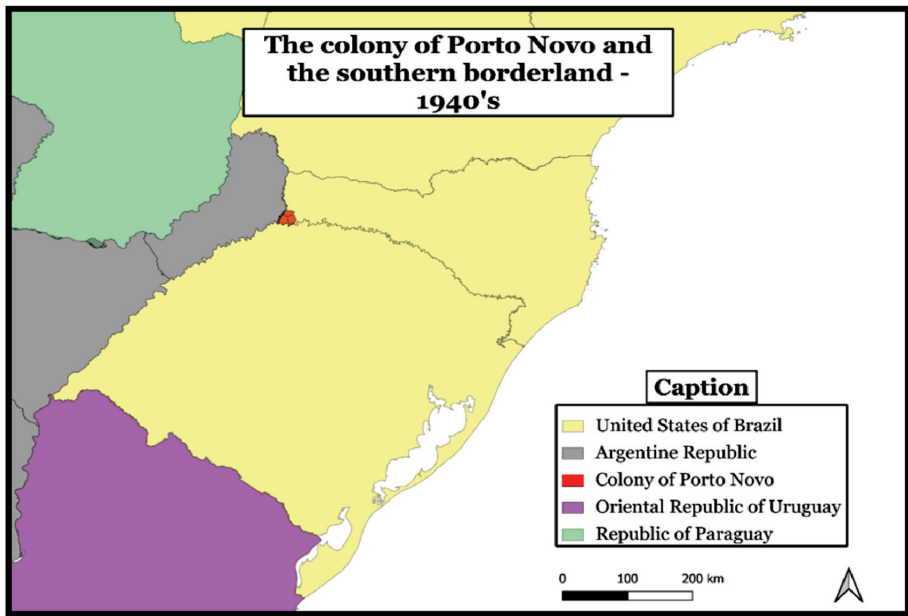 The colony of Porto Novo and
the southern borderland -
1940's
Caption
United States of Brazil
Argentine Republic
Colony of Porto Novo
Oriental Republic of Uruguay
Republic of Paraguay
0 100 200 km